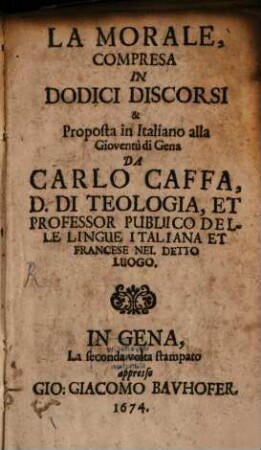 LA MORALE,
COMPRESA
IN
DODICI DISCORSI
&
Proposta in Italiano alla
Gioventù di Gena
DA
CARLO CAFFA,
D. DI TEOLOGIA, ET
PROFESSOR PUBLICO DEL-
LE LINGUE ITALIANA ET
FRANCESE NEL DETTO
LUOGO.
IN GENA,
La seconda volta stampato
appresso
GIO: GIACOMO BAVHOFER.
1674.